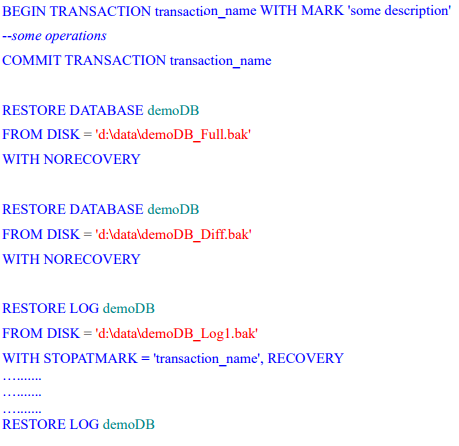 BEGIN TRANSACTION transaction_name WITH MARK 'some description'
--some operations
COMMIT TRANSACTION transaction_name
RESTORE DATABASE demoDB
FROM DISK = 'd:\data\demoDB_Full.bak'
WITH NORECOVERY
RESTORE DATABASE demoDB
FROM DISK = 'd:\data\demoDB_Diff.bak'
WITH NORECOVERY
RESTORE LOG demoDB
FROM DISK = 'd:\data\demoDB_Log1.bak'
WITH STOPATMARK = 'transaction_name', RECOVERY
….......
….......
….......
RESTORE LOG demoDB